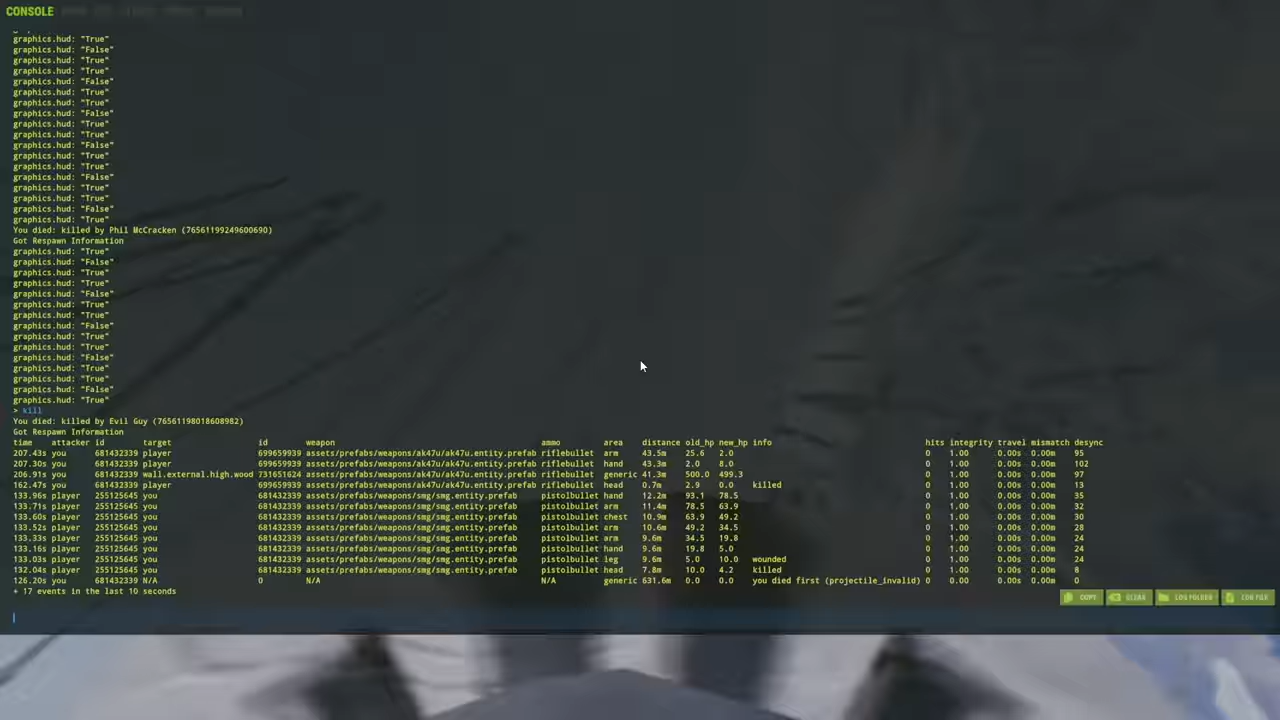 CONSOLE
graphics.hud: "True"
graphics.hud: "False"
graphics.hud: "True"
graphics.hud: "True"
graphics.hud: "False"
graphics.hud: "True"
graphics.hud: "True"
graphics.hud: "False"
graphics.hud: "True"
graphics.hud: "True"
graphics.hud: "False"
graphics.hud: "True"
graphics.hud: "True"
graphics.hud: "False"
graphics.hud: "True"
graphics.hud: "True"
graphics.hud: "False"
graphics.hud: "True"
You died: killed by Phil McCracken (76561199249600690)
Got Respawn Information
graphics.hud: "True"
graphics.hud: "False"
graphics.hud: "True"
graphics.hud: "True"
graphics.hud: "False"
graphics.hud: "True"
graphics.hud: "True"
graphics.hud: "False"
graphics.hud: "True"
graphics.hud: "True"
graphics.hud: "False"
graphics.hud: "True"
graphics.hud: "True"
graphics.hud: "False"
graphics.hud: "True"
> kill
You died: killed by Evil Guy (76561198018608982)
Got Respawn Information
time attacker id target id weapon ammo area distance old_hp new_hp info hits integrity travel mismatch desync
207.43s you 681432339 player 699659939 assets/prefabs/weapons/ak47u/ak47u.entity.prefab riflebullet arm 43.5m 25.6 2.0 0 1.00 0.00s 0.00m 95
207.30s you 681432339 player 699659939 assets/prefabs/weapons/ak47u/ak47u.entity.prefab riflebullet hand 43.3m 2.0 8.0 0 1.00 0.00s 0.00m 102
206.91s you 681432339 wall.external.high.wood 731651624 assets/prefabs/weapons/ak47u/ak47u.entity.prefab riflebullet generic 41.3m 500.0 499.3 0 1.00 0.00s 0.00m 97
162.47s you 681432339 player 699659939 assets/prefabs/weapons/ak47u/ak47u.entity.prefab riflebullet head 0.7m 2.9 0.0 killed 0 1.00 0.00s 0.00m 13
133.96s player 255125645 you 681432339 assets/prefabs/weapons/smg/smg.entity.prefab pistolbullet hand 12.2m 93.1 78.5 0 1.00 0.00s 0.00m 35
133.71s player 255125645 you 681432339 assets/prefabs/weapons/smg/smg.entity.prefab pistolbullet arm 11.4m 78.5 63.9 0 1.00 0.00s 0.00m 32
133.60s player 255125645 you 681432339 assets/prefabs/weapons/smg/smg.entity.prefab pistolbullet chest 10.9m 63.9 49.2 0 1.00 0.00s 0.00m 30
133.52s player 255125645 you 681432339 assets/prefabs/weapons/smg/smg.entity.prefab pistolbullet arm 10.6m 49.2 34.5 0 1.00 0.00s 0.00m 28
133.33s player 255125645 you 681432339 assets/prefabs/weapons/smg/smg.entity.prefab pistolbullet arm 9.6m 34.5 19.8 0 1.00 0.00s 0.00m 24
133.16s player 255125645 you 681432339 assets/prefabs/weapons/smg/smg.entity.prefab pistolbullet hand 9.6m 19.8 5.0 0 1.00 0.00s 0.00m 24
133.03s player 255125645 you 681432339 assets/prefabs/weapons/smg/smg.entity.prefab pistolbullet leg 9.6m 5.0 10.0 wounded 0 1.00 0.00s 0.00m 24
132.04s player 255125645 you 681432339 assets/prefabs/weapons/smg/smg.entity.prefab pistolbullet head 7.8m 10.0 4.2 killed 0 1.00 0.00s 0.00m 8
126.20s you 681432339 N/A 0 N/A N/A generic 631.6m 0.0 0.0 you died first (projectile_invalid) 0 0.00 0.00s 0.00m 0
+ 17 events in the last 10 seconds
COPY CLEAR LOG FOLDER CON FILE